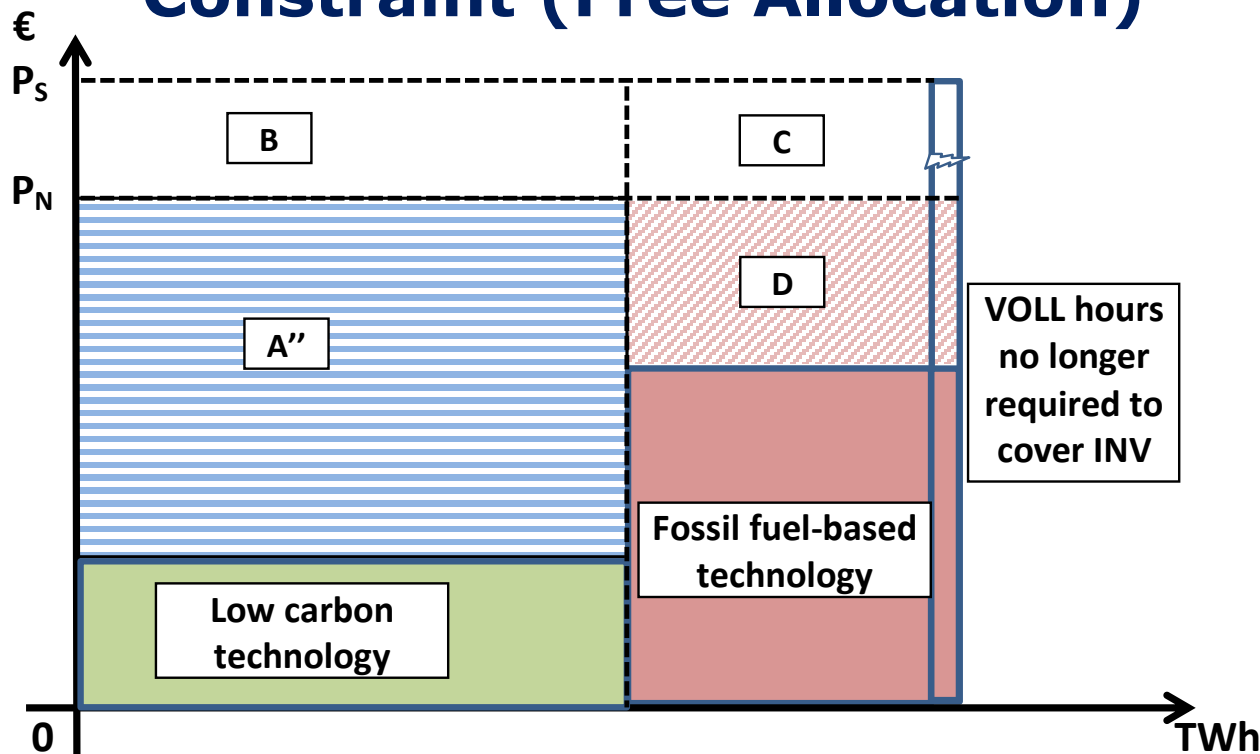 Constraint (Free Allocation)
€
PS
B
C
PN
D
A’’
VOLL hours
no longer
required to
cover INV
Fossil fuel-based
technology
Low carbon
technology
0
TWh